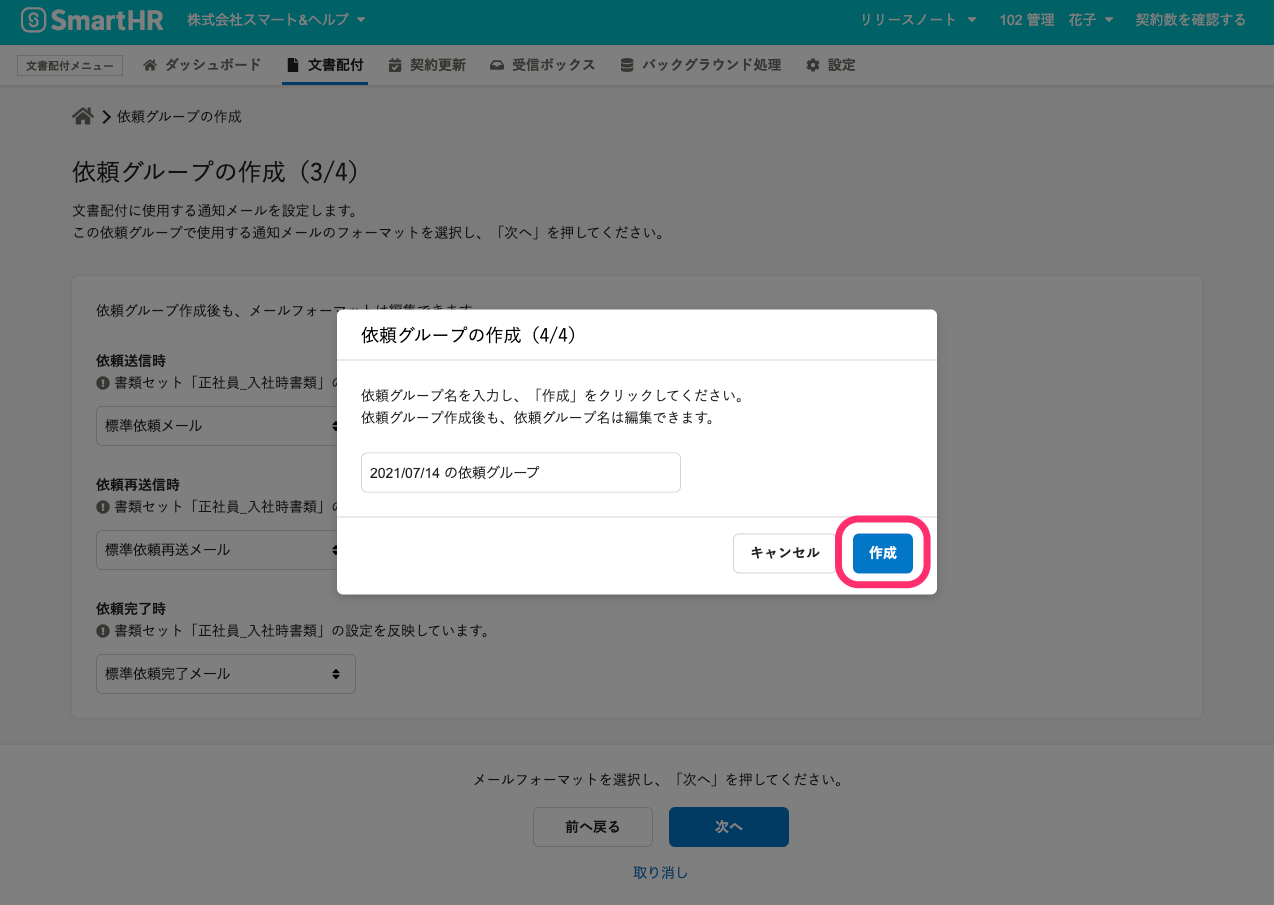 SmartHR 株式会社スマート&ヘルプ リリースノート 102 管理 花子 契約数を確認する
文書配付メニュー ダッシュボード 文書配付 契約更新 受信ボックス バックグラウンド処理 設定
依頼グループの作成
依頼グループの作成（3/4）
文書配付に使用する通知メールを設定します。
この依頼グループで使用する通知メールのフォーマットを選択し、「次へ」を押してください。
依頼グループ作成後も、メールフォーマットは編集できます
依頼送信時
書類セット「正社員_入社時書類」の
標準依頼メール
依頼再送信時
書類セット「正社員_入社時書類」の
標準依頼再送メール
依頼完了時
書類セット「正社員_入社時書類」の設定を反映しています。
標準依頼完了メール
依頼グループの作成（4/4）
依頼グループ名を入力し、「作成」をクリックしてください。
依頼グループ作成後も、依頼グループ名は編集できます。
2021/07/14 の依頼グループ
キャンセル 作成
メールフォーマットを選択し、「次へ」を押してください。
前へ戻る 次へ
取り消し